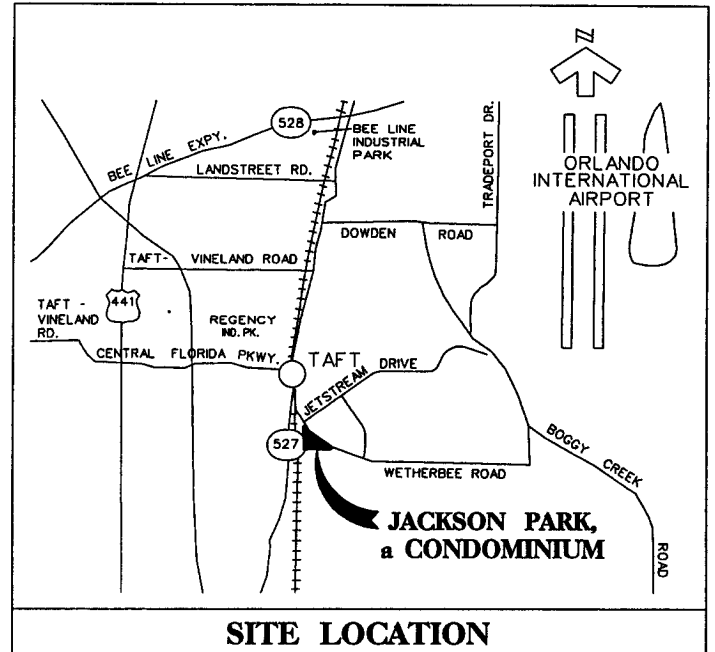 N
528
BEE LINE
INDUSTRIAL
PARK
BEE LINE EXPY.
LANDSTREET RD.
TRADEPORT DR.
ORLANDO
INTERNATIONAL
AIRPORT
DOWDEN ROAD
TAFT- VINELAND ROAD
441
TAFT -
VINELAND
RD.
REGENCY
IND. PK.
CENTRAL FLORIDA PKWY.
TAFT
JETSTREAM DRIVE
527
WETHERBEE ROAD
BOGGY CREEK
ROAD
JACKSON PARK,
a CONDOMINIUM
SITE LOCATION